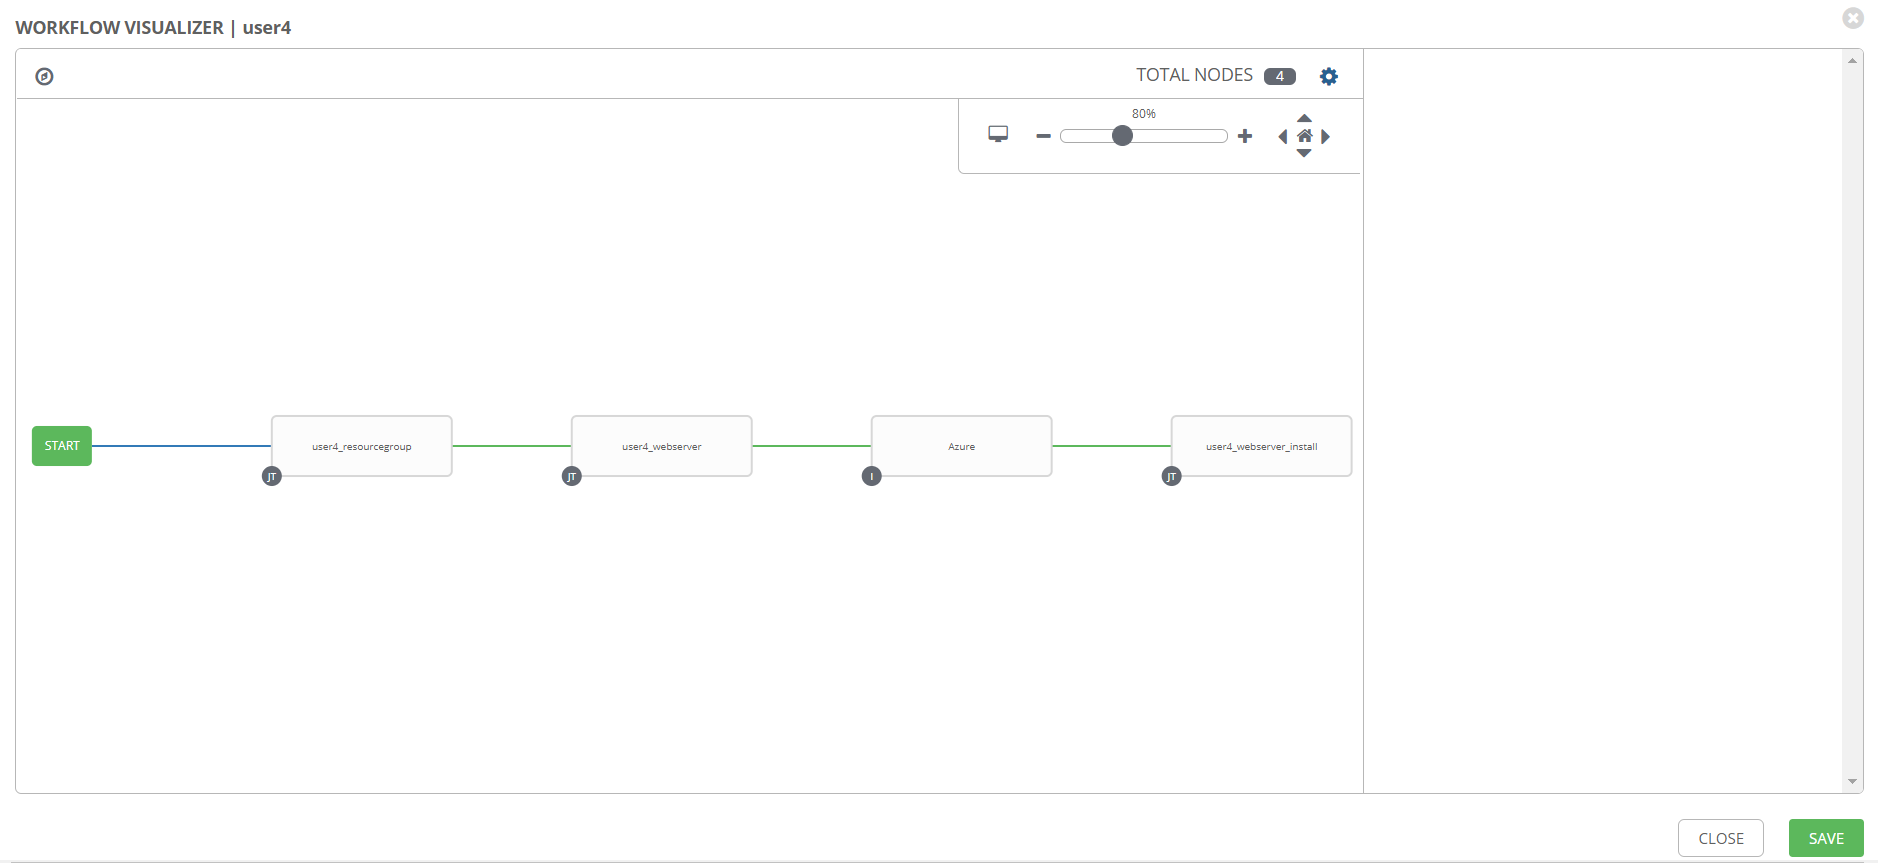 WORKFLOW VISUALIZER | user4
TOTAL NODES 4
80%
START
user4_resourcegroup
JT
user4_webserver
JT
Azure
I
user4_webserver_install
JT
CLOSE
SAVE